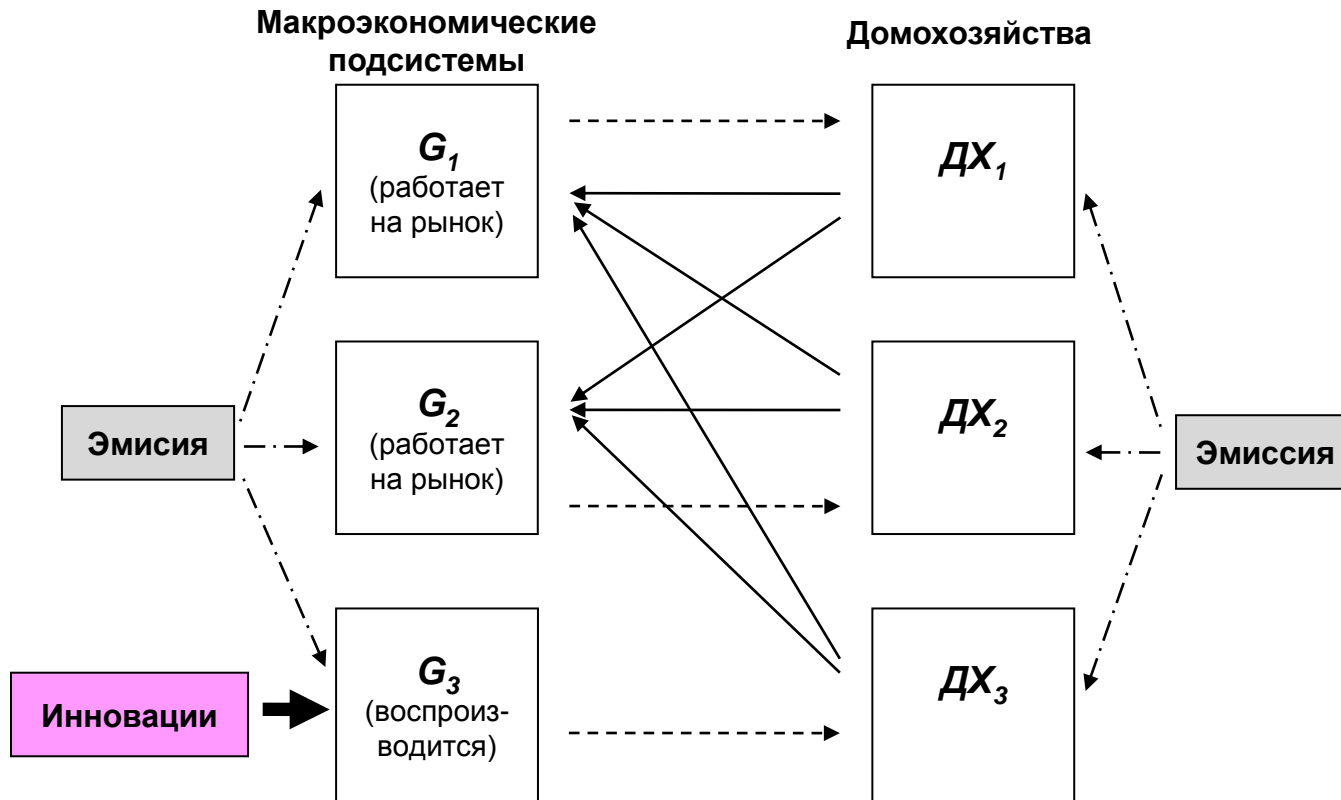 Макроэкономические
подсистемы
Домохозяйства
G1
(работает
на рынок)
ДХ1
G2
(работает
на рынок)
ДХ2
Эмисия
Эмиссия
G3
(воспроиз-
водится)
ДХ3
Инновации